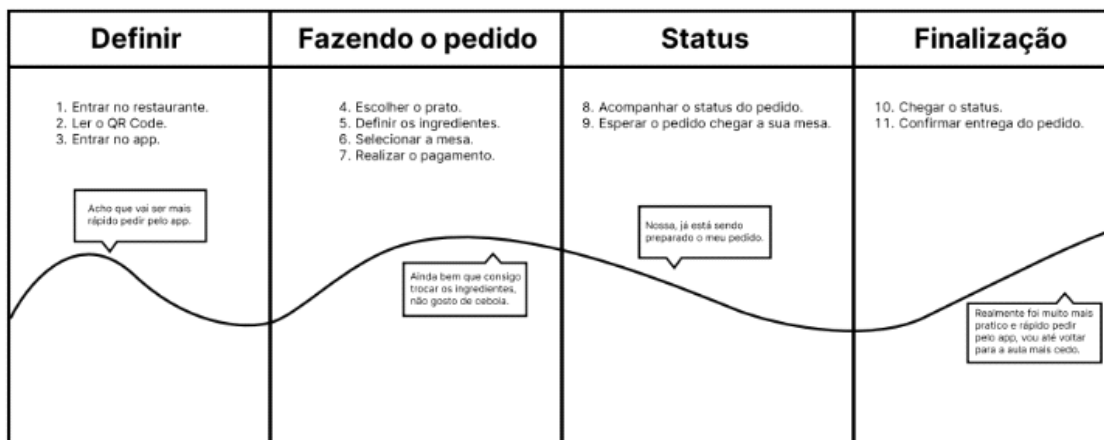 Definir
Fazendo o pedido
Status
Finalização
1. Entrar no restaurante.
2. Ler o QR Code.
3. Entrar no app.
4. Escolher o prato.
5. Definir os ingredientes.
6. Selecionar a mesa.
7. Realizar o pagamento.
8. Acompanhar o status do pedido.
9. Esperar o pedido chegar a sua mesa.
10. Chegar o status.
11. Confirmar entrega do pedido.
Acho que vai ser mais
rápido pedir pelo app.
Ainda bem que consigo
trocar os ingredientes,
não gosto de cebola.
Nossa, já está sendo
preparado o meu pedido.
Realmente foi muito mais
pratico e rápido pedir
pelo app, vou até voltar
para a aula mais cedo.